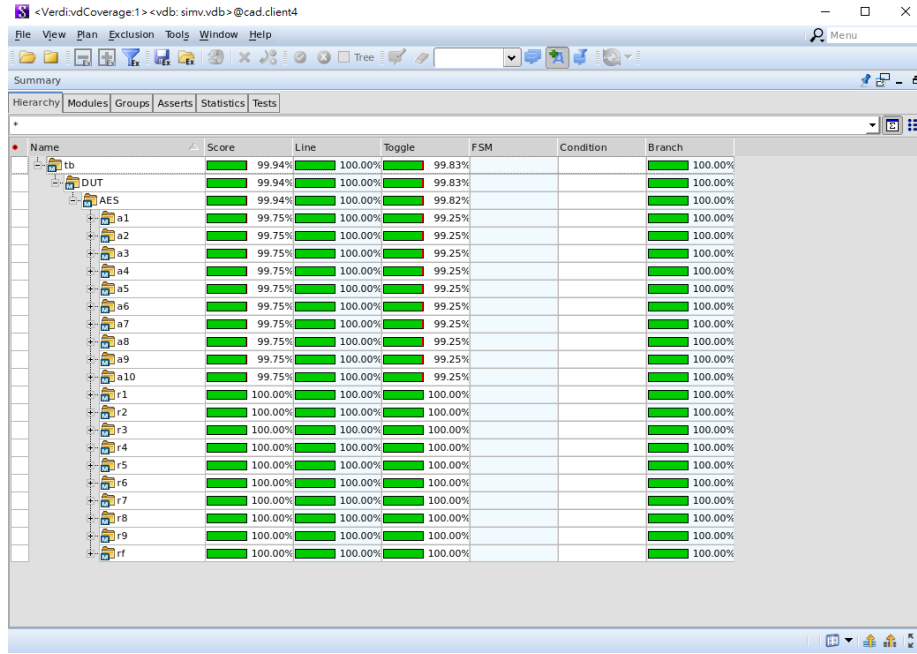 <Verdi:vdCoverage:1><vdb: simv.vdb>@cad.client4
File View Plan Exclusion Tools Window Help Menu
Tree
Summary
Hierarchy Modules Groups Asserts Statistics Tests
*
Name Score Line Toggle FSM Condition Branch
tb 99.94% 100.00% 99.83% 100.00%
DUT 99.94% 100.00% 99.83% 100.00%
AES 99.94% 100.00% 99.82% 100.00%
a1 99.75% 100.00% 99.25% 100.00%
a2 99.75% 100.00% 99.25% 100.00%
a3 99.75% 100.00% 99.25% 100.00%
a4 99.75% 100.00% 99.25% 100.00%
a5 99.75% 100.00% 99.25% 100.00%
a6 99.75% 100.00% 99.25% 100.00%
a7 99.75% 100.00% 99.25% 100.00%
a8 99.75% 100.00% 99.25% 100.00%
a9 99.75% 100.00% 99.25% 100.00%
a10 99.75% 100.00% 99.25% 100.00%
r1 100.00% 100.00% 100.00% 100.00%
r2 100.00% 100.00% 100.00% 100.00%
r3 100.00% 100.00% 100.00% 100.00%
r4 100.00% 100.00% 100.00% 100.00%
r5 100.00% 100.00% 100.00% 100.00%
r6 100.00% 100.00% 100.00% 100.00%
r7 100.00% 100.00% 100.00% 100.00%
r8 100.00% 100.00% 100.00% 100.00%
r9 100.00% 100.00% 100.00% 100.00%
rf 100.00% 100.00% 100.00% 100.00%